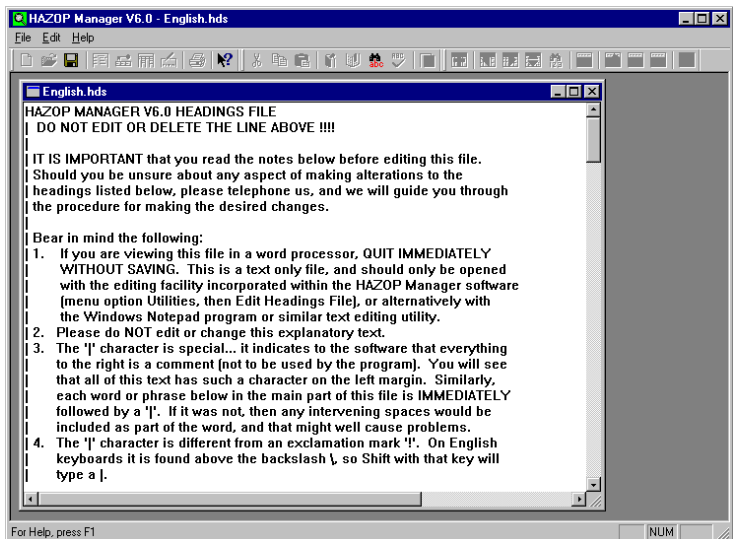 HAZOP Manager V6.0 - English.hds
File Edit Help
abc
ABC
English.hds
HAZOP MANAGER V6.0 HEADINGS FILE
| DO NOT EDIT OR DELETE THE LINE ABOVE !!!!
|
| IT IS IMPORTANT that you read the notes below before editing this file.
| Should you be unsure about any aspect of making alterations to the
| headings listed below, please telephone us, and we will guide you through
| the procedure for making the desired changes.
|
| Bear in mind the following:
| 1. If you are viewing this file in a word processor, QUIT IMMEDIATELY
| WITHOUT SAVING. This is a text only file, and should only be opened
| with the editing facility incorporated within the HAZOP Manager software
| (menu option Utilities, then Edit Headings File), or alternatively with
| the Windows Notepad program or similar text editing utility.
| 2. Please do NOT edit or change this explanatory text.
| 3. The '|' character is special... it indicates to the software that everything
| to the right is a comment (not to be used by the program). You will see
| that all of this text has such a character on the left margin. Similarly,
| each word or phrase below in the main part of this file is IMMEDIATELY
| followed by a '|'. If it was not, then any intervening spaces would be
| included as part of the word, and that might well cause problems.
| 4. The '|' character is different from an exclamation mark '!'. On English
| keyboards it is found above the backslash \, so Shift with that key will
| type a |.
For Help, press F1
NUM